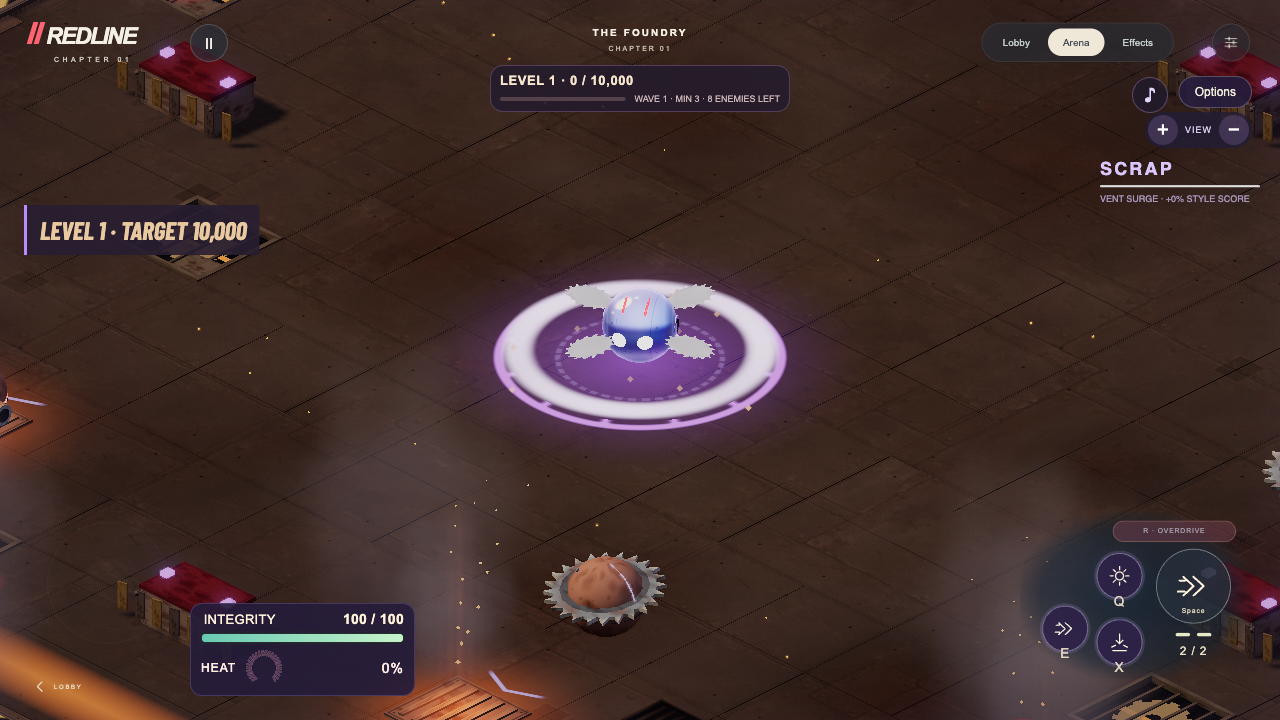 REDLINE
CHAPTER 01
THE FOUNDRY
CHAPTER 01
LEVEL 1 · 0 / 10,000
WAVE 1 · MIN 3 · 8 ENEMIES LEFT
Lobby
Arena
Effects
Options
+ VIEW −
SCRAP
VENT SURGE · +0% STYLE SCORE
LEVEL 1 · TARGET 10,000
R · OVERDRIVE
Q
Space
E
X
2 / 2
INTEGRITY 100 / 100
HEAT 0%
LOBBY